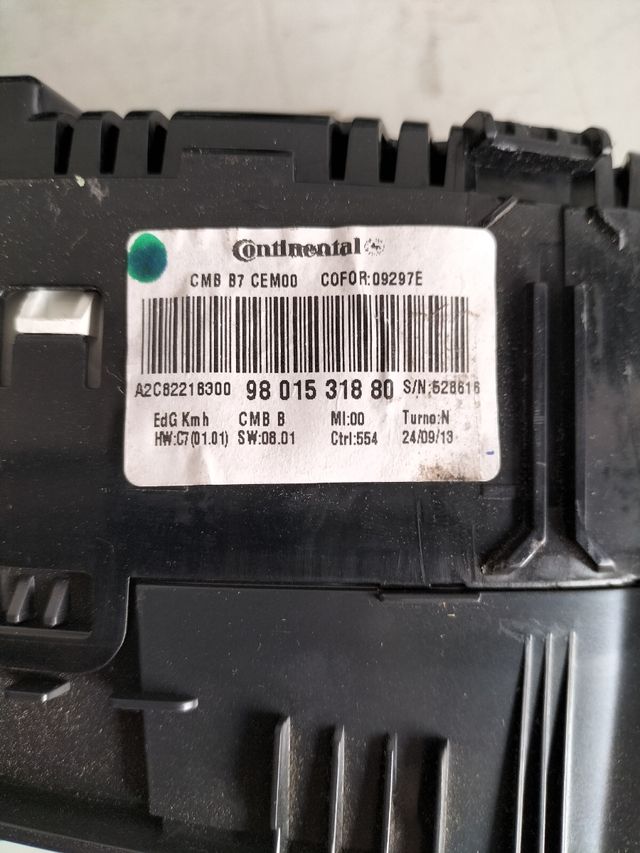 Continental
CMB B7 CEM00 COFOR:09297E
A2C82218300 98 015 318 80 S/N:528616
EdG Kmh CMB B MI:00 Turno:N
HW:C7(01.01) SW:08.01 Ctrl:554 24/09/13